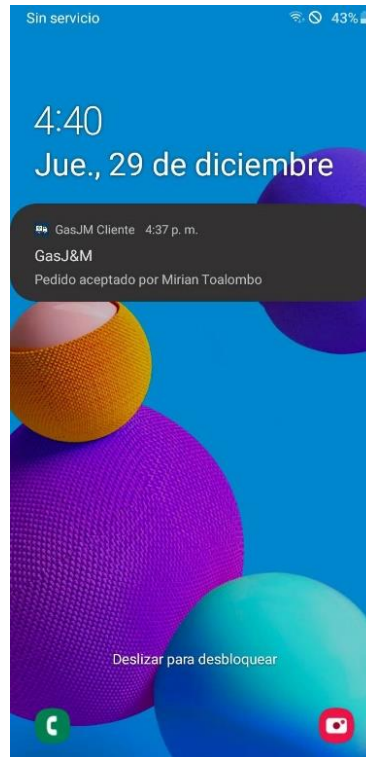 Sin servicio 43%
4:40
Jue., 29 de diciembre
GasJM Cliente 4:37 p. m.
GasJ&M
Pedido aceptado por Mirian Toalombo
Deslizar para desbloquear